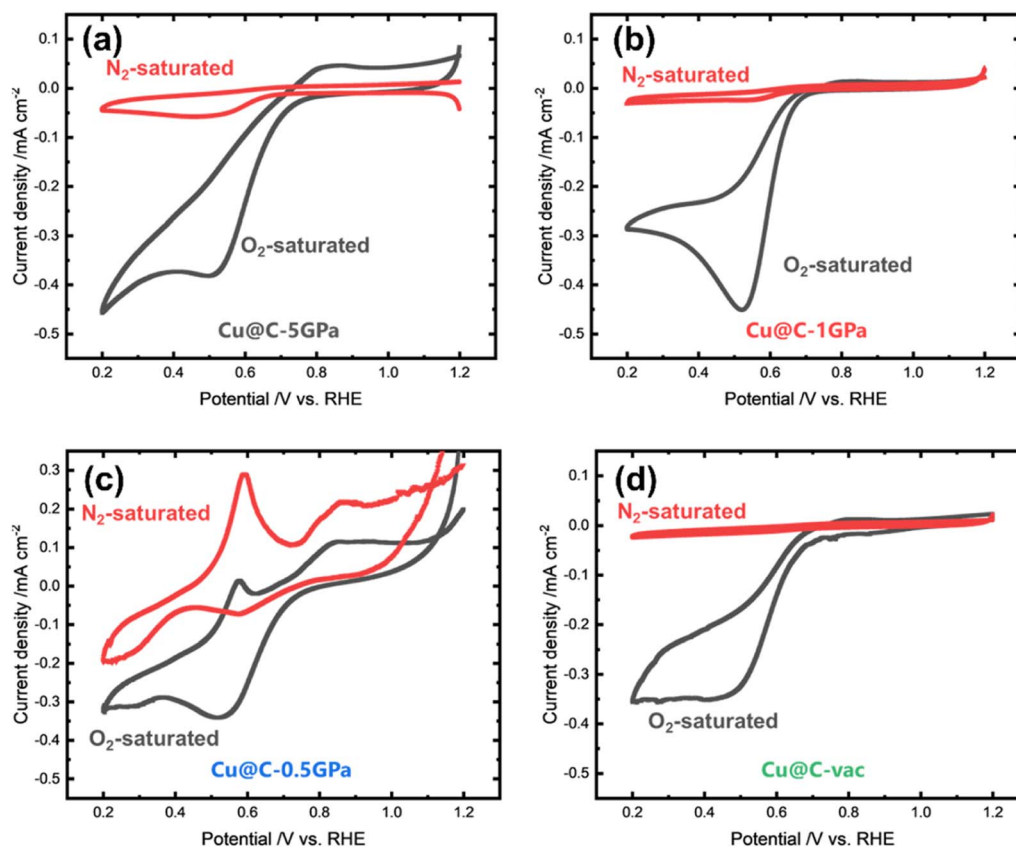 (a)
N₂-saturated
O₂-saturated
Cu@C-5GPa
Current density /mA cm⁻²
0.1
0.0
-0.1
-0.2
-0.3
-0.4
-0.5
0.2 0.4 0.6 0.8 1.0 1.2
Potential /V vs. RHE
(b)
N₂-saturated
O₂-saturated
Cu@C-1GPa
Current density /mA cm⁻²
0.1
0.0
-0.1
-0.2
-0.3
-0.4
-0.5
0.2 0.4 0.6 0.8 1.0 1.2
Potential /V vs. RHE
(c)
N₂-saturated
O₂-saturated
Cu@C-0.5GPa
Current density /mA cm⁻²
0.3
0.2
0.1
0.0
-0.1
-0.2
-0.3
-0.4
-0.5
0.2 0.4 0.6 0.8 1.0 1.2
Potential /V vs. RHE
(d)
N₂-saturated
O₂-saturated
Cu@C-vac
Current density /mA cm⁻²
0.1
0.0
-0.1
-0.2
-0.3
-0.4
-0.5
0.2 0.4 0.6 0.8 1.0 1.2
Potential /V vs. RHE